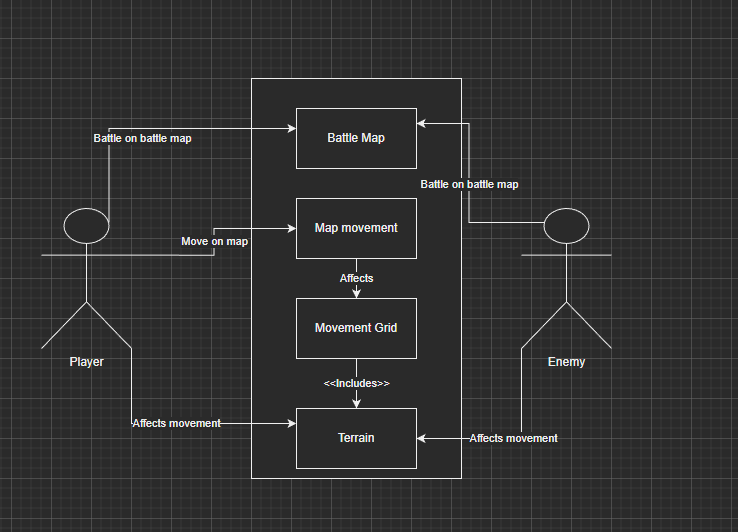 Battle on battle map
Battle Map
Battle on battle map
Map movement
Move on map
Affects
Movement Grid
Player
Enemy
<<Includes>>
Affects movement
Terrain
Affects movement